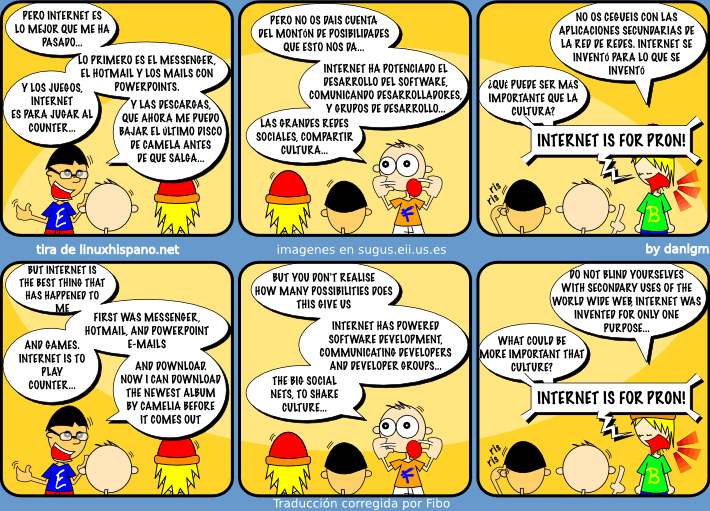 PERO INTERNET ES
LO MEJOR QUE ME HA
PASADO...
LO PRIMERO ES EL MESSENGER,
EL HOTMAIL Y LOS MAILS CON
POWERPOINTS.
Y LOS JUEGOS,
INTERNET
ES PARA JUGAR AL
COUNTER...
Y LAS DESCARGAS,
QUE AHORA ME PUEDO
BAJAR EL ÚLTIMO DISCO
DE CAMELA ANTES
DE QUE SALGA...
E
PERO NO OS DAIS CUENTA
DEL MONTÓN DE POSIBILIDADES
QUE ESTO NOS DA...
INTERNET HA POTENCIADO EL
DESARROLLO DEL SOFTWARE,
COMUNICANDO DESARROLLADORES,
Y GRUPOS DE DESARROLLO...
LAS GRANDES REDES
SOCIALES, COMPARTIR
CULTURA...
F
NO OS CEGUEIS CON LAS
APLICACIONES SECUNDARIAS DE
LA RED DE REDES. INTERNET SE
INVENTÓ PARA LO QUE SE
INVENTÓ
¿QUÉ PUEDE SER MÁS
IMPORTANTE QUE LA
CULTURA?
INTERNET IS FOR PRON!
ris
ris
B
tira de linuxhispano.net
imagenes en sugus.eii.us.es
by danigm
BUT INTERNET IS
THE BEST THING THAT
HAS HAPPENED TO
ME
FIRST WAS MESSENGER,
HOTMAIL, AND POWERPOINT
E-MAILS
AND GAMES.
INTERNET IS TO
PLAY
COUNTER...
AND DOWNLOAD.
NOW I CAN DOWNLOAD
THE NEWEST ALBUM
BY CAMELIA BEFORE
IT COMES OUT
E
BUT YOU DON'T REALISE
HOW MANY POSSIBILITIES DOES
THIS GIVE US
INTERNET HAS POWERED
SOFTWARE DEVELOPMENT,
COMMUNICATING DEVELOPERS
AND DEVELOPER GROUPS...
THE BIG SOCIAL
NETS, TO SHARE
CULTURE...
F
DO NOT BLIND YOURSELVES
WITH SECONDARY USES OF THE
WORLD WIDE WEB, INTERNET WAS
INVENTED FOR ONLY ONE
PURPOSE...
WHAT COULD BE
MORE IMPORTANT THAT
CULTURE?
INTERNET IS FOR PRON!
ris
ris
B
Traducción corregida por Fibo